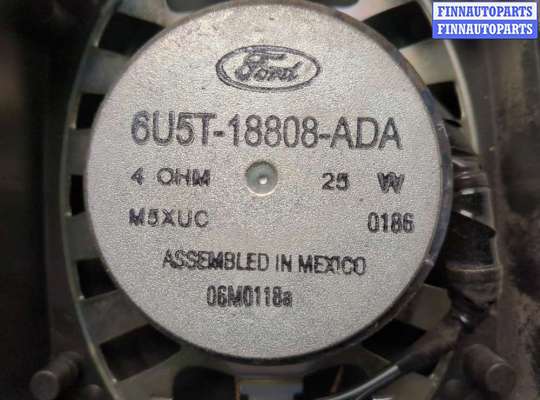 FINNAUTOPARTS
FINNAUTOPARTS
Ford
6U5T-18808-ADA
4 OHM 25 W
M5XUC 0186
ASSEMBLED IN MEXICO
06M0118a